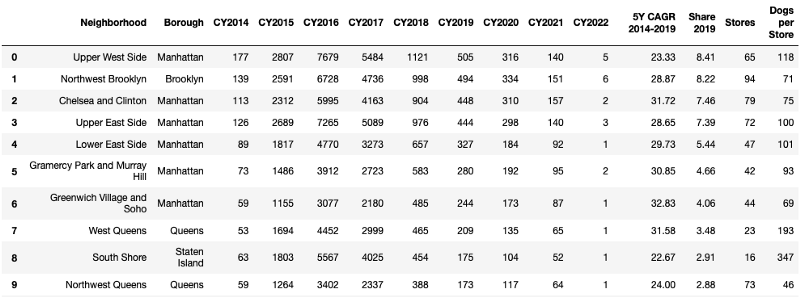 Neighborhood Borough CY2014 CY2015 CY2016 CY2017 CY2018 CY2019 CY2020 CY2021 CY2022 5Y CAGR 2014-2019 Share 2019 Stores Dogs per Store
0 Upper West Side Manhattan 177 2807 7679 5484 1121 505 316 140 5 23.33 8.41 65 118
1 Northwest Brooklyn Brooklyn 139 2591 6728 4736 998 494 334 151 6 28.87 8.22 94 71
2 Chelsea and Clinton Manhattan 113 2312 5995 4163 904 448 310 157 2 31.72 7.46 79 75
3 Upper East Side Manhattan 126 2689 7265 5089 976 444 298 140 3 28.65 7.39 72 100
4 Lower East Side Manhattan 89 1817 4770 3273 657 327 184 92 1 29.73 5.44 47 101
5 Gramercy Park and Murray Hill Manhattan 73 1486 3912 2723 583 280 192 95 2 30.85 4.66 42 93
6 Greenwich Village and Soho Manhattan 59 1155 3077 2180 485 244 173 87 1 32.83 4.06 44 69
7 West Queens Queens 53 1694 4452 2999 465 209 135 65 1 31.58 3.48 23 193
8 South Shore Staten Island 63 1803 5567 4025 454 175 104 52 1 22.67 2.91 16 347
9 Northwest Queens Queens 59 1264 3402 2337 388 173 117 64 1 24.00 2.88 73 46